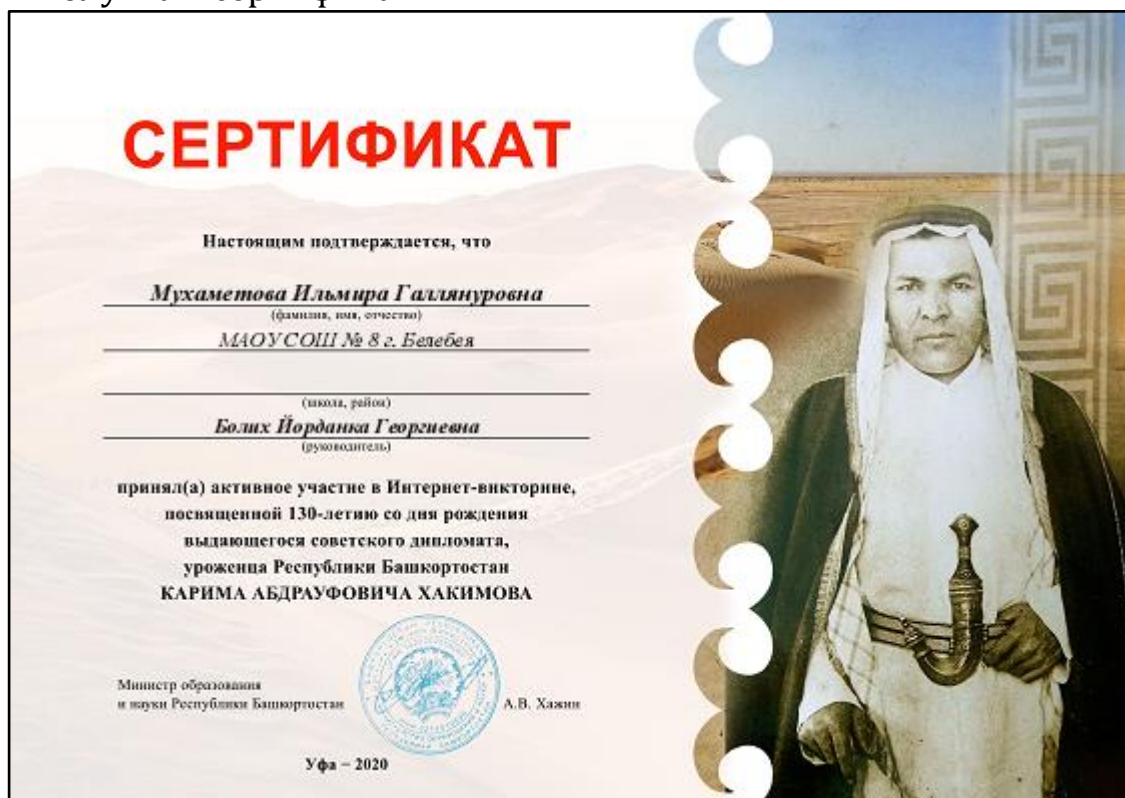 СЕРТИФИКАТ
Настоящим подтверждается, что
Мухаметова Ильмира Галлянуровна
(фамилия, имя, отчество)
МАОУ СОШ № 8 г. Белебея
(школа, район)
Болих Йорданка Георгиевна
(руководитель)
принял(а) активное участие в Интернет-викторине,
посвященной 130-летию со дня рождения
выдающегося советского дипломата,
уроженца Республики Башкортостан
КАРИМА АБДРАУФОВИЧА ХАКИМОВА
Министр образования
и науки Республики Башкортостан
А.В. Хажин
Уфа – 2020